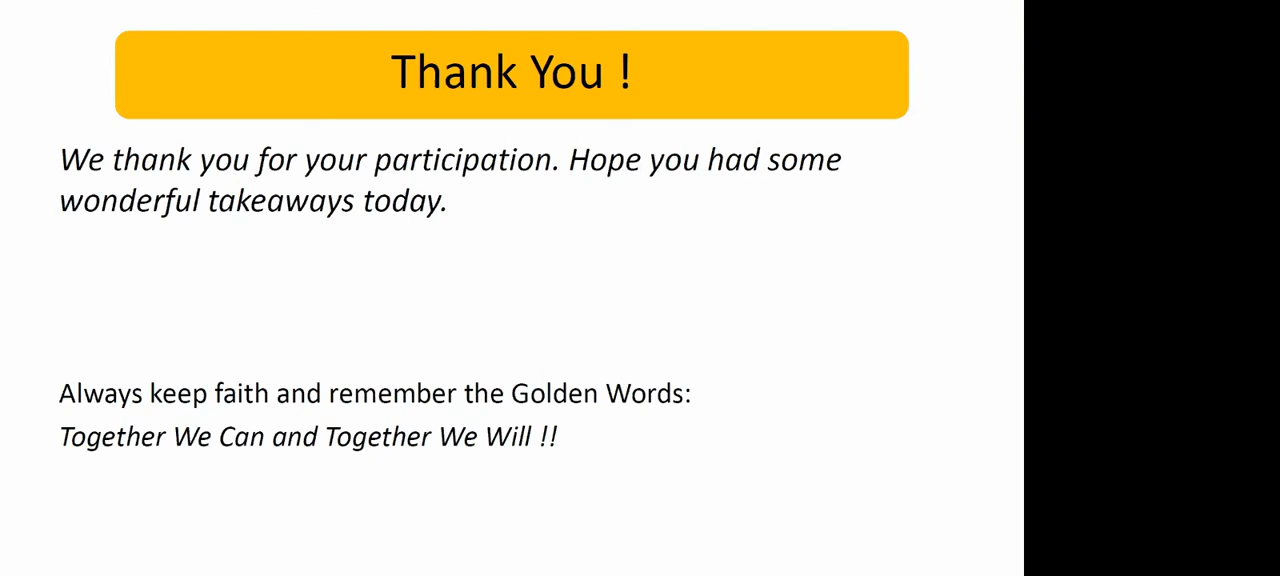 Thank You !
We thank you for your participation. Hope you had some
wonderful takeaways today.
Always keep faith and remember the Golden Words:
Together We Can and Together We Will !!